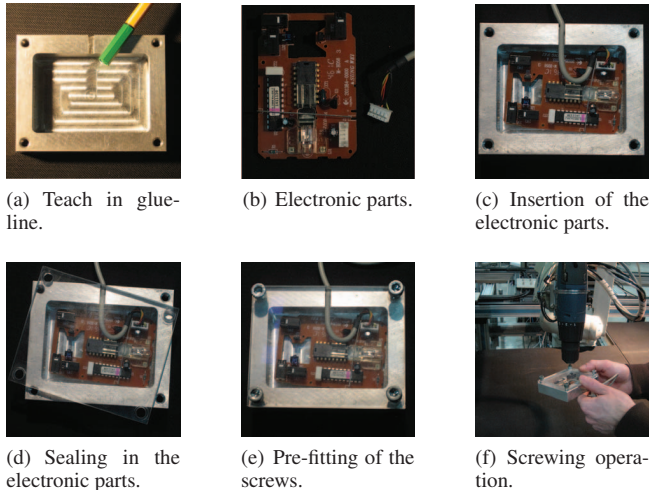 (a) Teach in glue-
line.
(b) Electronic parts.
(c) Insertion of the
electronic parts.
(d) Sealing in the
electronic parts.
(e) Pre-fitting of the
screws.
(f) Screwing opera-
tion.